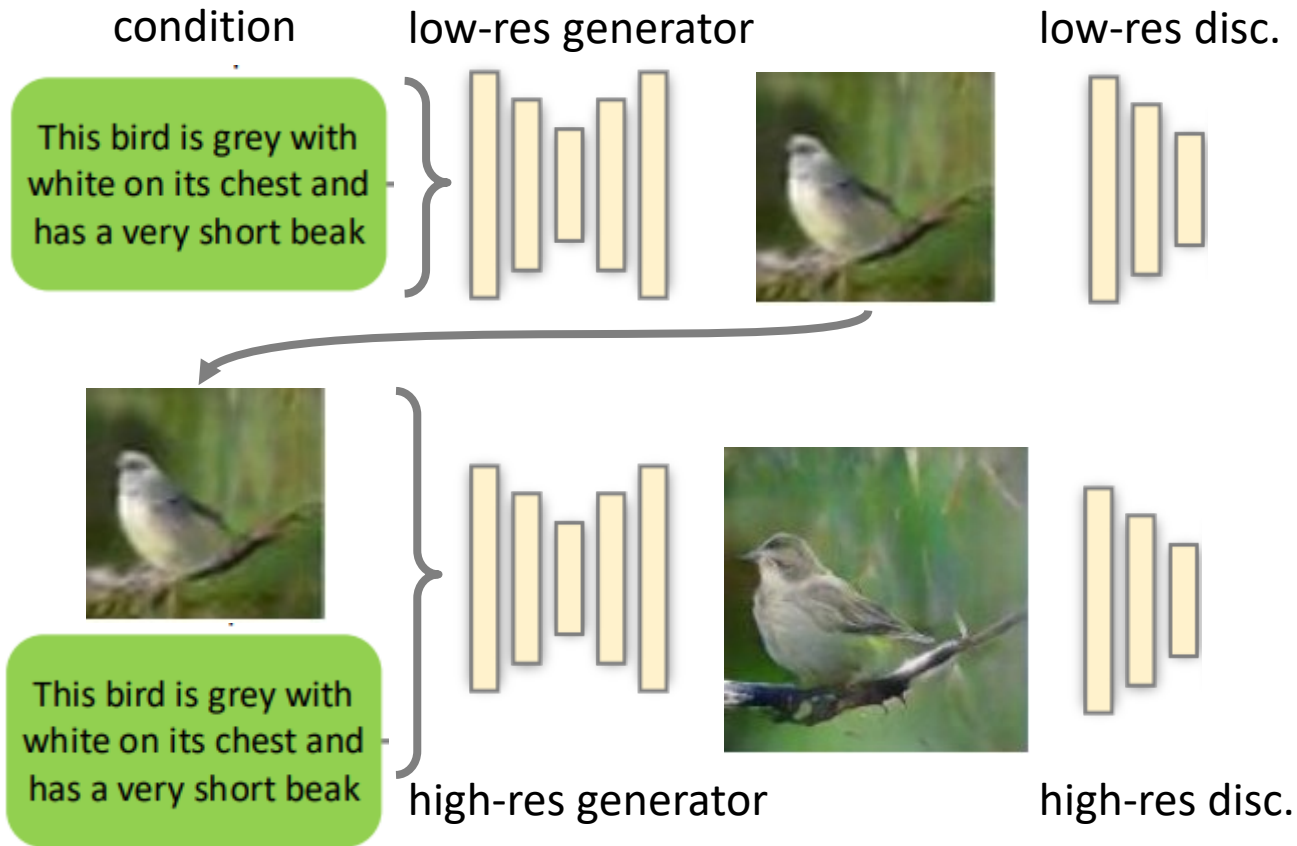 condition
low-res generator
low-res disc.
This bird is grey with
white on its chest and
has a very short beak
This bird is grey with
white on its chest and
has a very short beak
high-res generator
high-res disc.